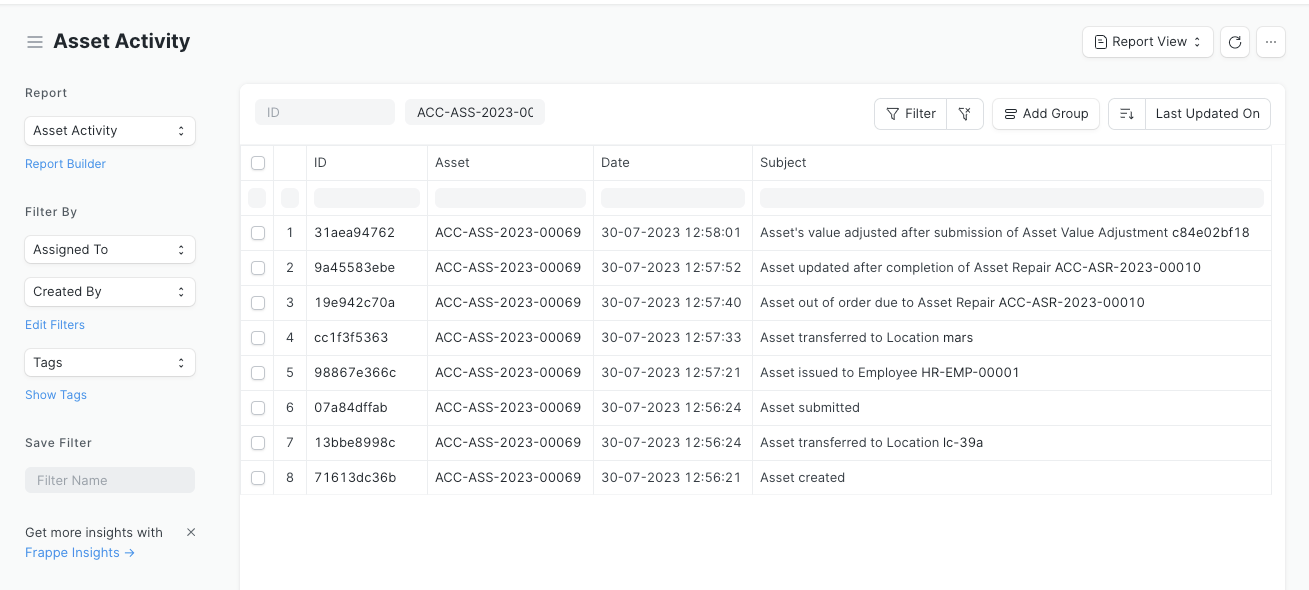 Asset Activity
Report View
...
Report
Asset Activity
Report Builder
Filter By
Assigned To
Created By
Edit Filters
Tags
Show Tags
Save Filter
Filter Name
Get more insights with
Frappe Insights →
ID ACC-ASS-2023-00
Filter Add Group Last Updated On
ID Asset Date Subject
1 31aea94762 ACC-ASS-2023-00069 30-07-2023 12:58:01 Asset's value adjusted after submission of Asset Value Adjustment c84e02bf18
2 9a45583ebe ACC-ASS-2023-00069 30-07-2023 12:57:52 Asset updated after completion of Asset Repair ACC-ASR-2023-00010
3 19e942c70a ACC-ASS-2023-00069 30-07-2023 12:57:40 Asset out of order due to Asset Repair ACC-ASR-2023-00010
4 cc1f3f5363 ACC-ASS-2023-00069 30-07-2023 12:57:33 Asset transferred to Location mars
5 98867e366c ACC-ASS-2023-00069 30-07-2023 12:57:21 Asset issued to Employee HR-EMP-00001
6 07a84dffab ACC-ASS-2023-00069 30-07-2023 12:56:24 Asset submitted
7 13bbe8998c ACC-ASS-2023-00069 30-07-2023 12:56:24 Asset transferred to Location lc-39a
8 71613dc36b ACC-ASS-2023-00069 30-07-2023 12:56:21 Asset created